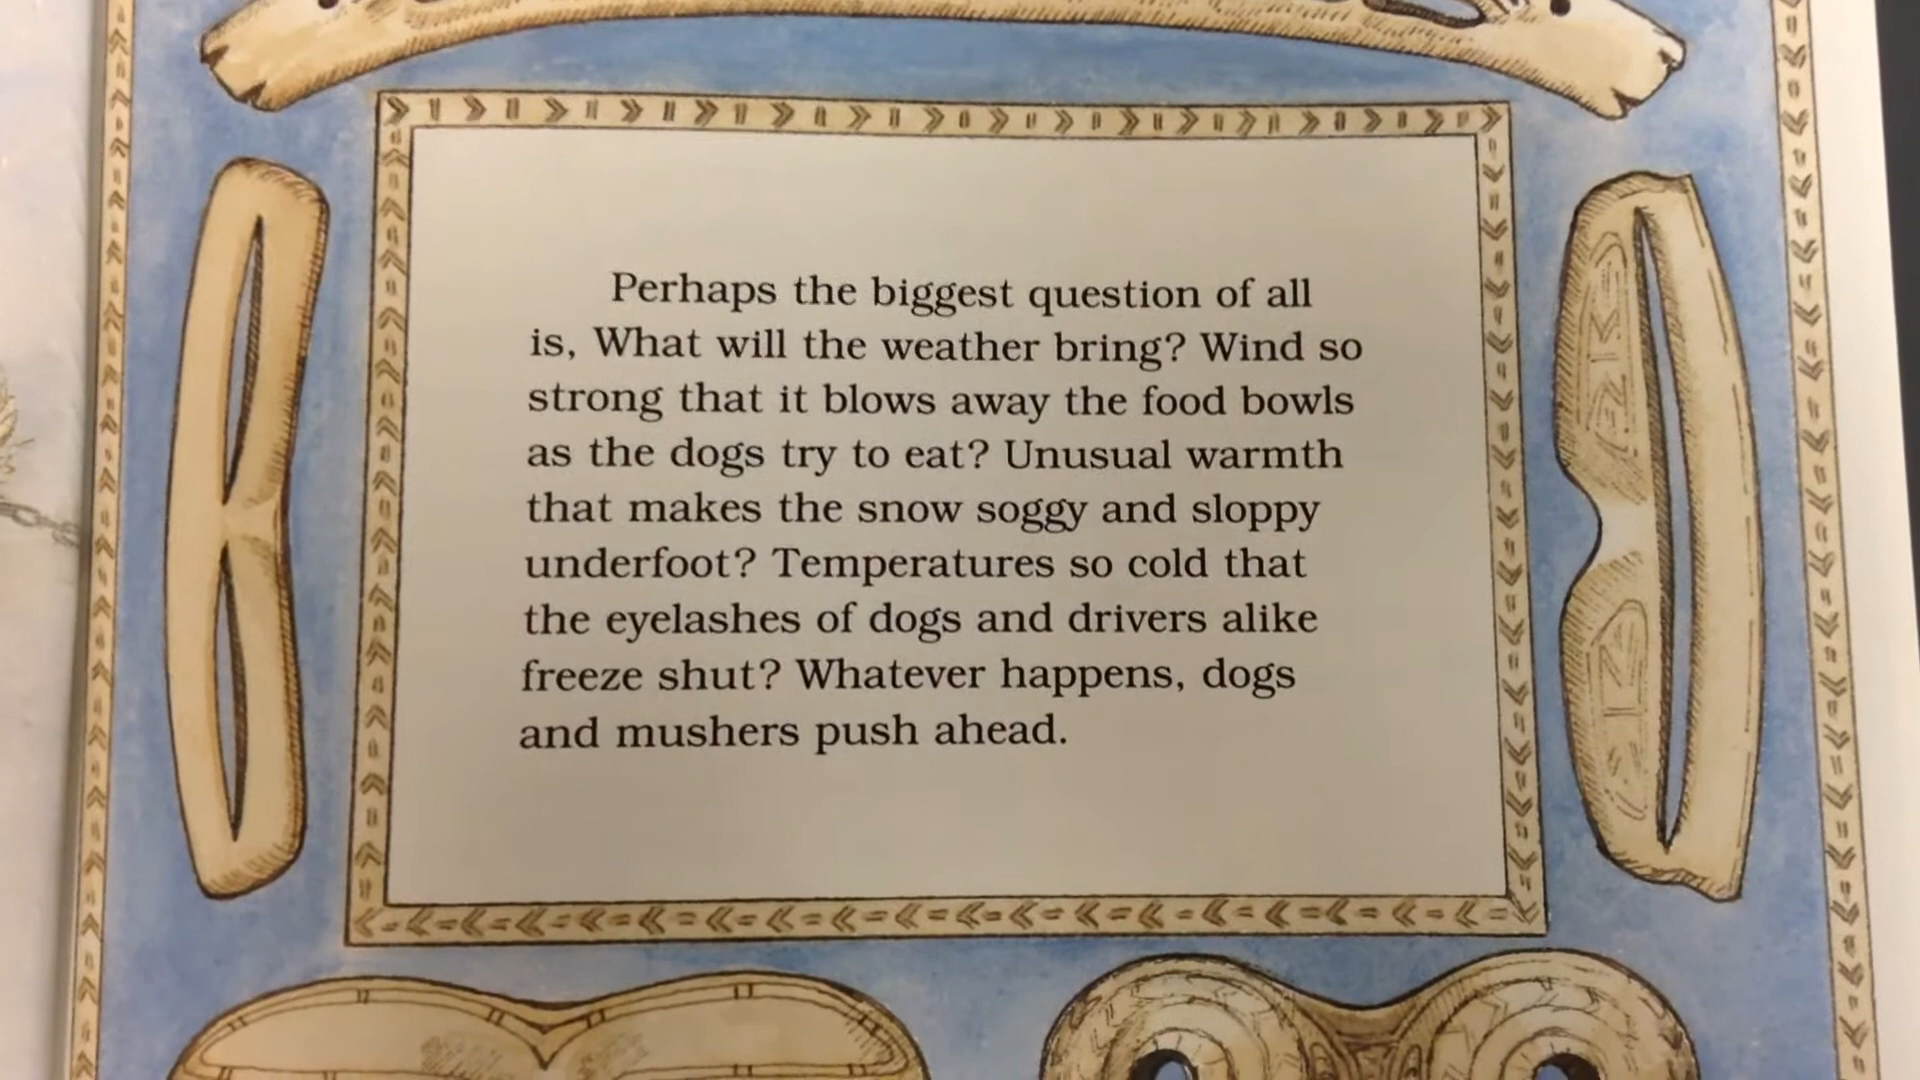 Perhaps the biggest question of all
is, What will the weather bring? Wind so
strong that it blows away the food bowls
as the dogs try to eat? Unusual warmth
that makes the snow soggy and sloppy
underfoot? Temperatures so cold that
the eyelashes of dogs and drivers alike
freeze shut? Whatever happens, dogs
and mushers push ahead.